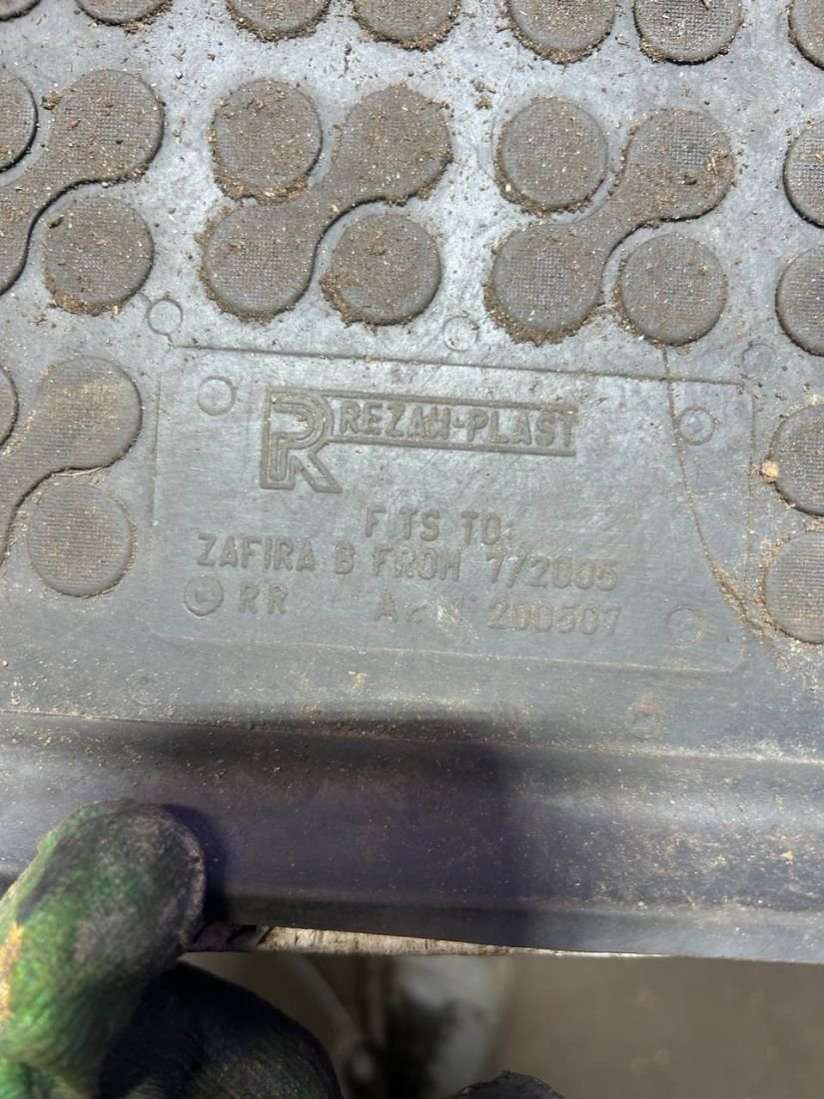 REZAW-PLAST
FITS TO:
ZAFIRA B FROM 7/2005
RR 200507